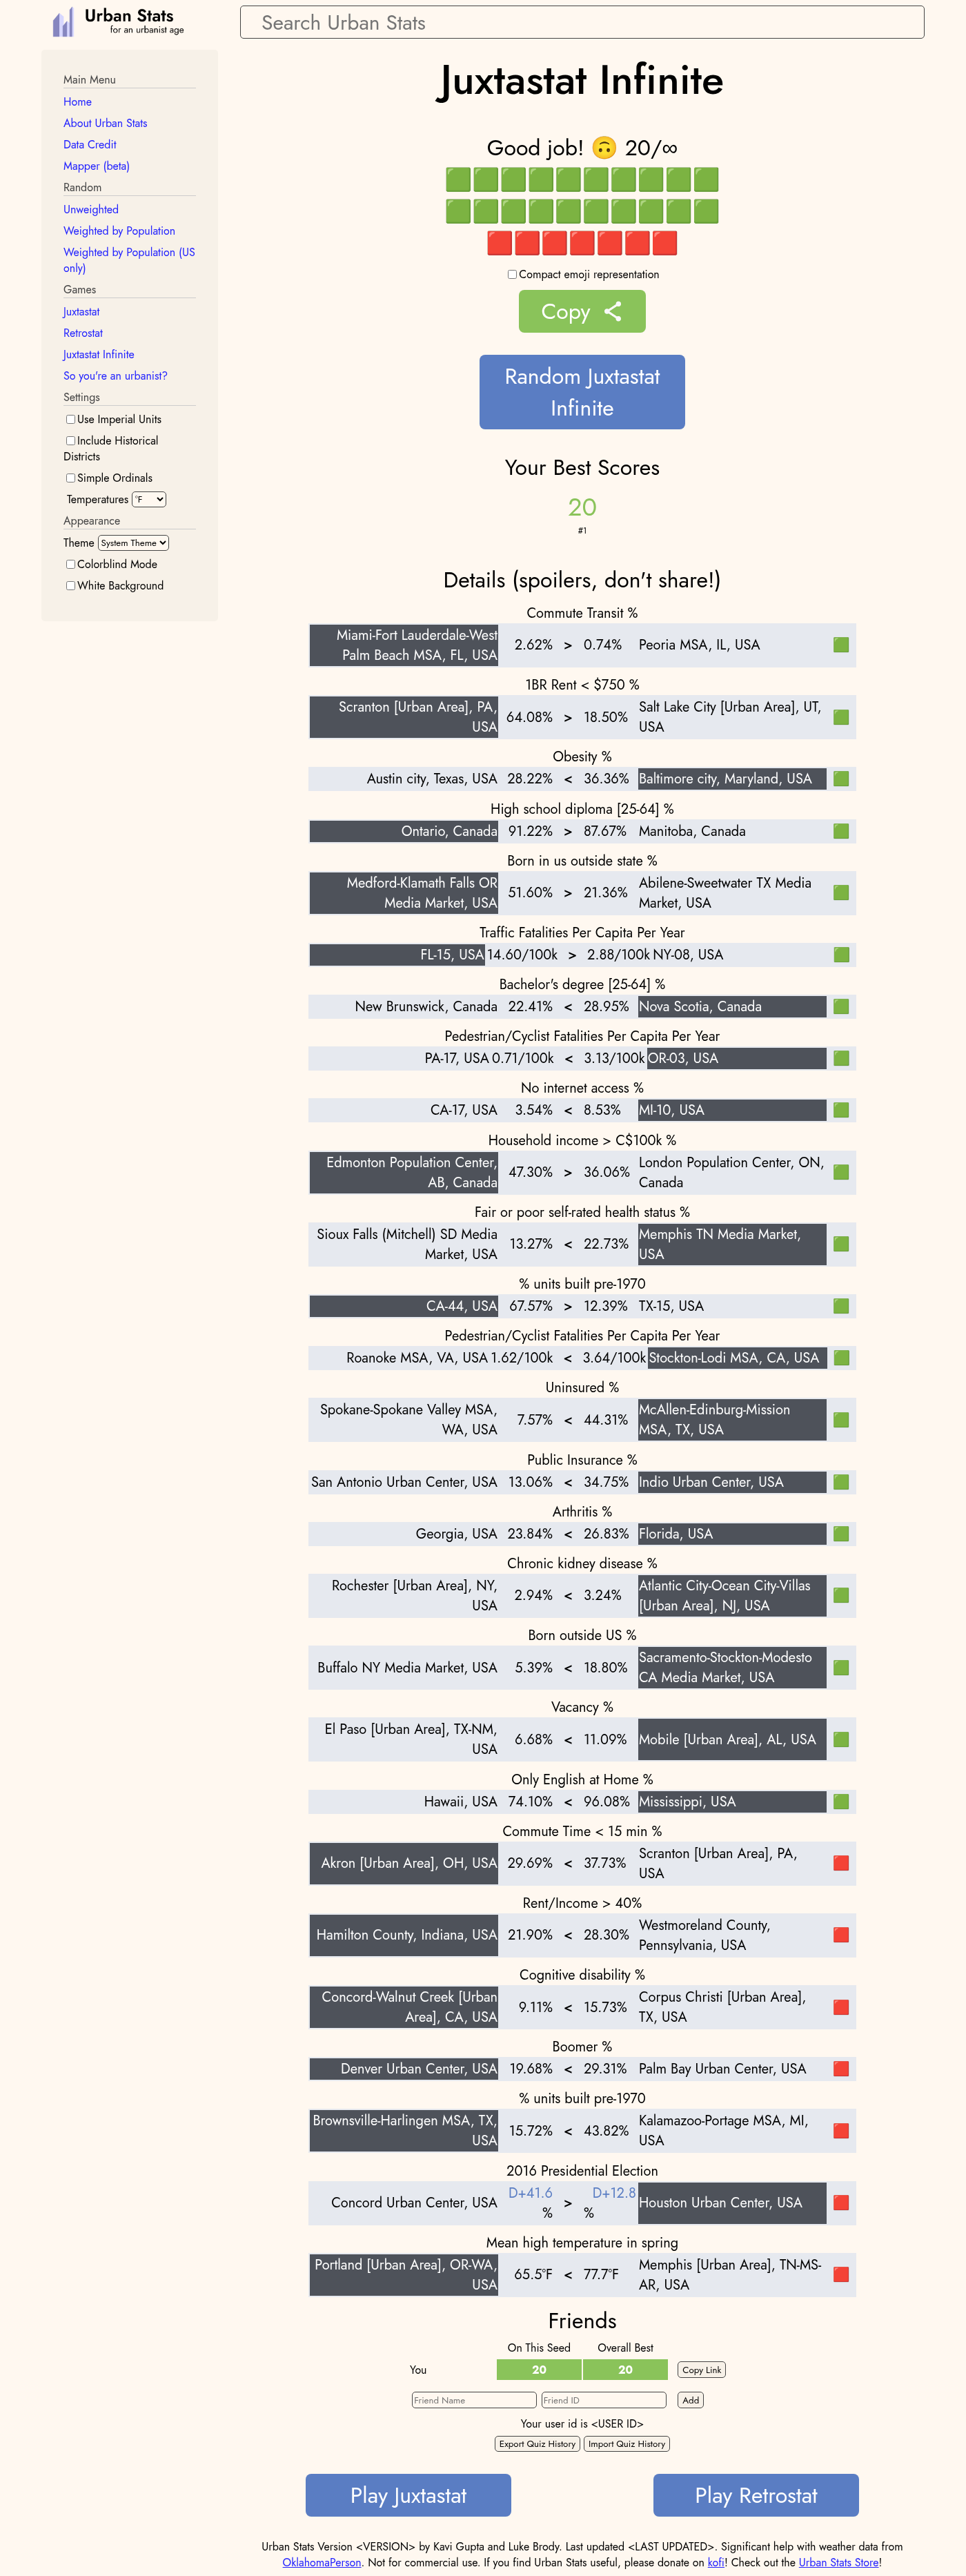 Urban Stats
for an urbanist age
Search Urban Stats
Main Menu
Home
About Urban Stats
Data Credit
Mapper (beta)
Random
Unweighted
Weighted by Population
Weighted by Population (US
only)
Games
Juxtastat
Retrostat
Juxtastat Infinite
So you're an urbanist?
Settings
Use Imperial Units
Include Historical
Districts
Simple Ordinals
Temperatures °F
Appearance
Theme System Theme
Colorblind Mode
White Background
Juxtastat Infinite
Good job! 🙃 20/∞
Compact emoji representation
Copy
Random Juxtastat
Infinite
Your Best Scores
20
#1
Details (spoilers, don't share!)
Commute Transit %
Miami-Fort Lauderdale-West
Palm Beach MSA, FL, USA
2.62% > 0.74% Peoria MSA, IL, USA
1BR Rent < $750 %
Scranton [Urban Area], PA,
USA
64.08% > 18.50%
Salt Lake City [Urban Area], UT,
USA
Obesity %
Austin city, Texas, USA 28.22% < 36.36% Baltimore city, Maryland, USA
High school diploma [25-64] %
Ontario, Canada 91.22% > 87.67% Manitoba, Canada
Born in us outside state %
Medford-Klamath Falls OR
Media Market, USA
51.60% > 21.36%
Abilene-Sweetwater TX Media
Market, USA
Traffic Fatalities Per Capita Per Year
FL-15, USA 14.60/100k > 2.88/100k NY-08, USA
Bachelor's degree [25-64] %
New Brunswick, Canada 22.41% < 28.95% Nova Scotia, Canada
Pedestrian/Cyclist Fatalities Per Capita Per Year
PA-17, USA 0.71/100k < 3.13/100k OR-03, USA
No internet access %
CA-17, USA 3.54% < 8.53% MI-10, USA
Household income > C$100k %
Edmonton Population Center,
AB, Canada
47.30% > 36.06%
London Population Center, ON,
Canada
Fair or poor self-rated health status %
Sioux Falls (Mitchell) SD Media
Market, USA
13.27% < 22.73%
Memphis TN Media Market,
USA
% units built pre-1970
CA-44, USA 67.57% > 12.39% TX-15, USA
Pedestrian/Cyclist Fatalities Per Capita Per Year
Roanoke MSA, VA, USA 1.62/100k < 3.64/100k Stockton-Lodi MSA, CA, USA
Uninsured %
Spokane-Spokane Valley MSA,
WA, USA
7.57% < 44.31%
McAllen-Edinburg-Mission
MSA, TX, USA
Public Insurance %
San Antonio Urban Center, USA 13.06% < 34.75% Indio Urban Center, USA
Arthritis %
Georgia, USA 23.84% < 26.83% Florida, USA
Chronic kidney disease %
Rochester [Urban Area], NY,
USA
2.94% < 3.24%
Atlantic City-Ocean City-Villas
[Urban Area], NJ, USA
Born outside US %
Buffalo NY Media Market, USA 5.39% < 18.80%
Sacramento-Stockton-Modesto
CA Media Market, USA
Vacancy %
El Paso [Urban Area], TX-NM,
USA
6.68% < 11.09% Mobile [Urban Area], AL, USA
Only English at Home %
Hawaii, USA 74.10% < 96.08% Mississippi, USA
Commute Time < 15 min %
Akron [Urban Area], OH, USA 29.69% < 37.73%
Scranton [Urban Area], PA,
USA
Rent/Income > 40%
Hamilton County, Indiana, USA 21.90% < 28.30%
Westmoreland County,
Pennsylvania, USA
Cognitive disability %
Concord-Walnut Creek [Urban
Area], CA, USA
9.11% < 15.73%
Corpus Christi [Urban Area],
TX, USA
Boomer %
Denver Urban Center, USA 19.68% < 29.31% Palm Bay Urban Center, USA
% units built pre-1970
Brownsville-Harlingen MSA, TX,
USA
15.72% < 43.82%
Kalamazoo-Portage MSA, MI,
USA
2016 Presidential Election
Concord Urban Center, USA D+41.6% > D+12.8% Houston Urban Center, USA
Mean high temperature in spring
Portland [Urban Area], OR-WA,
USA
65.5°F < 77.7°F
Memphis [Urban Area], TN-MS-
AR, USA
Friends
On This Seed Overall Best
You 20 20 Copy Link
Friend Name Friend ID Add
Your user id is <USER ID>
Export Quiz History Import Quiz History
Play Juxtastat Play Retrostat
Urban Stats Version <VERSION> by Kavi Gupta and Luke Brody. Last updated <LAST UPDATED>. Significant help with weather data from
OklahomaPerson. Not for commercial use. If you find Urban Stats useful, please donate on kofi! Check out the Urban Stats Store!